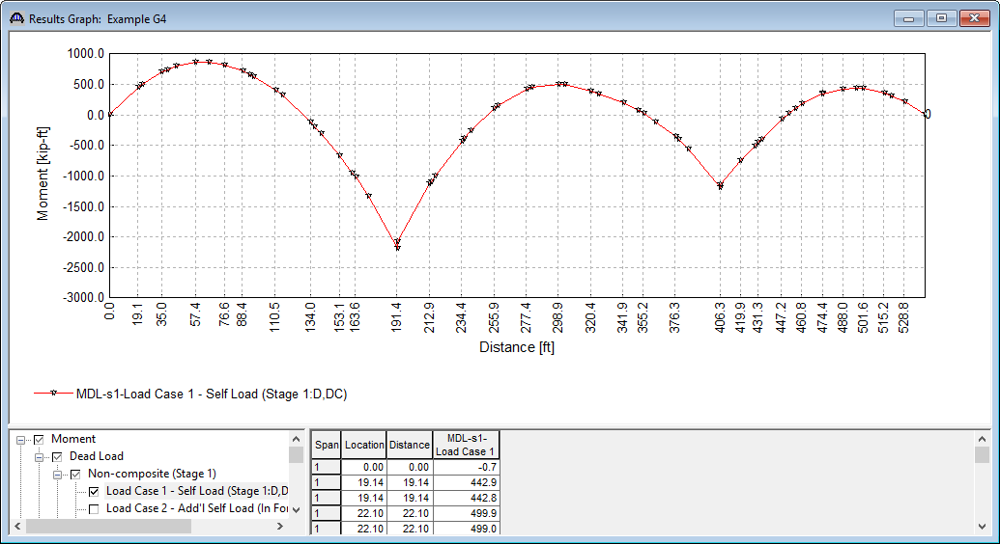 Results Graph: Example G4
1000.0
500.0
0.0
-500.0
-1000.0
-1500.0
-2000.0
-2500.0
-3000.0
Moment [kip-ft]
0
0.0 19.1 35.0 57.4 76.6 88.4 110.5 134.0 153.1 163.6 191.4 212.9 234.4 255.9 277.4 298.9 320.4 341.9 355.2 376.3 406.3 419.9 431.3 447.2 460.8 474.4 488.0 501.6 515.2 528.8
Distance [ft]
MDL-s1-Load Case 1 - Self Load (Stage 1:D,DC)
Moment
Dead Load
Non-composite (Stage 1)
Load Case 1 - Self Load (Stage 1:D,D
Load Case 2 - Add'l Self Load (In For
Span Location Distance MDL-s1-
Load Case 1
1 0.00 0.00 -0.7
1 19.14 19.14 442.9
1 19.14 19.14 442.8
1 22.10 22.10 499.9
1 22.10 22.10 499.0